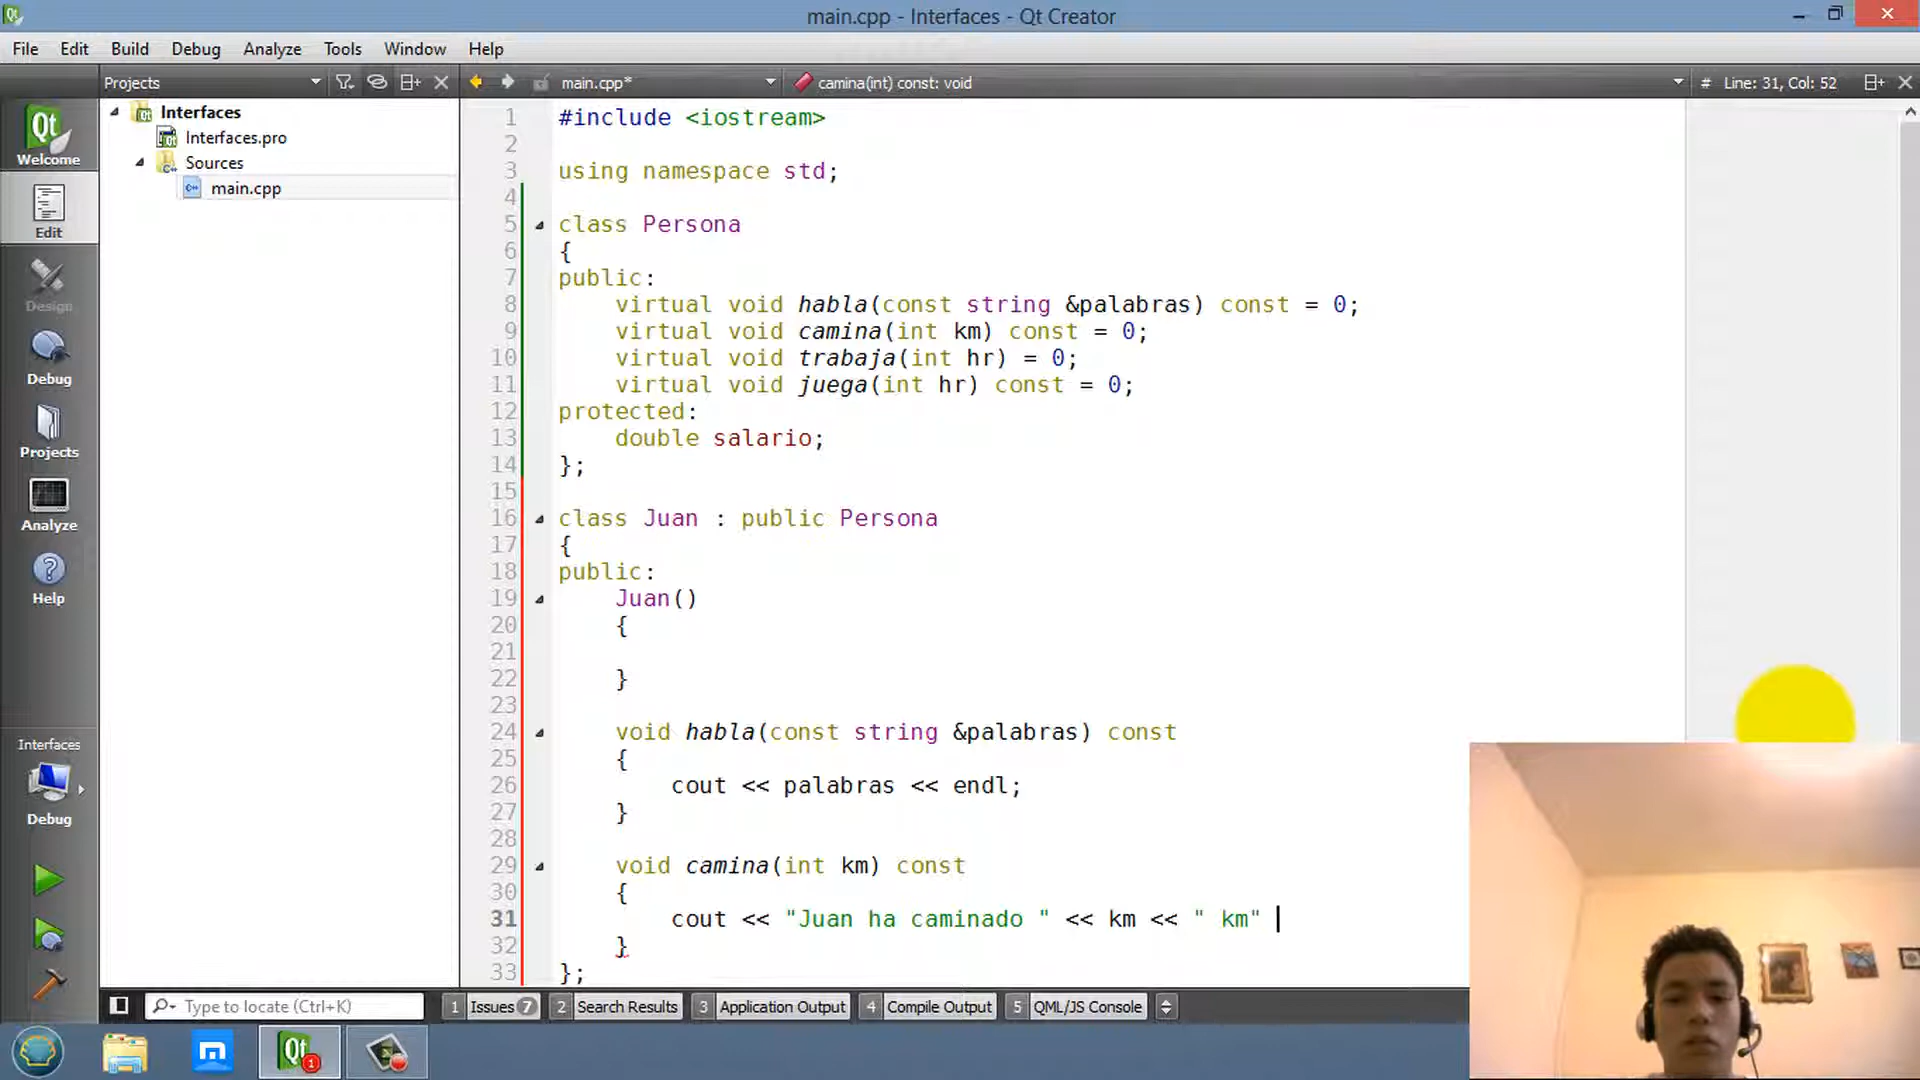 main.cpp - Interfaces - Qt Creator
File Edit Build Debug Analyze Tools Window Help
Projects main.cpp* camina(int) const: void # Line: 31, Col: 52
Welcome
Edit
Design
Debug
Projects
Analyze
Help
Interfaces
Debug
Interfaces
Interfaces.pro
Sources
main.cpp
1 #include <iostream>
2
3 using namespace std;
4
5 class Persona
6 {
7 public:
8 virtual void habla(const string &palabras) const = 0;
9 virtual void camina(int km) const = 0;
10 virtual void trabaja(int hr) = 0;
11 virtual void juega(int hr) const = 0;
12 protected:
13 double salario;
14 };
15
16 class Juan : public Persona
17 {
18 public:
19 Juan()
20 {
21
22 }
23
24 void habla(const string &palabras) const
25 {
26 cout << palabras << endl;
27 }
28
29 void camina(int km) const
30 {
31 cout << "Juan ha caminado " << km << " km"
32 }
33 };
Type to locate (Ctrl+K) 1 Issues 7 2 Search Results 3 Application Output 4 Compile Output 5 QML/JS Console
Qt 1